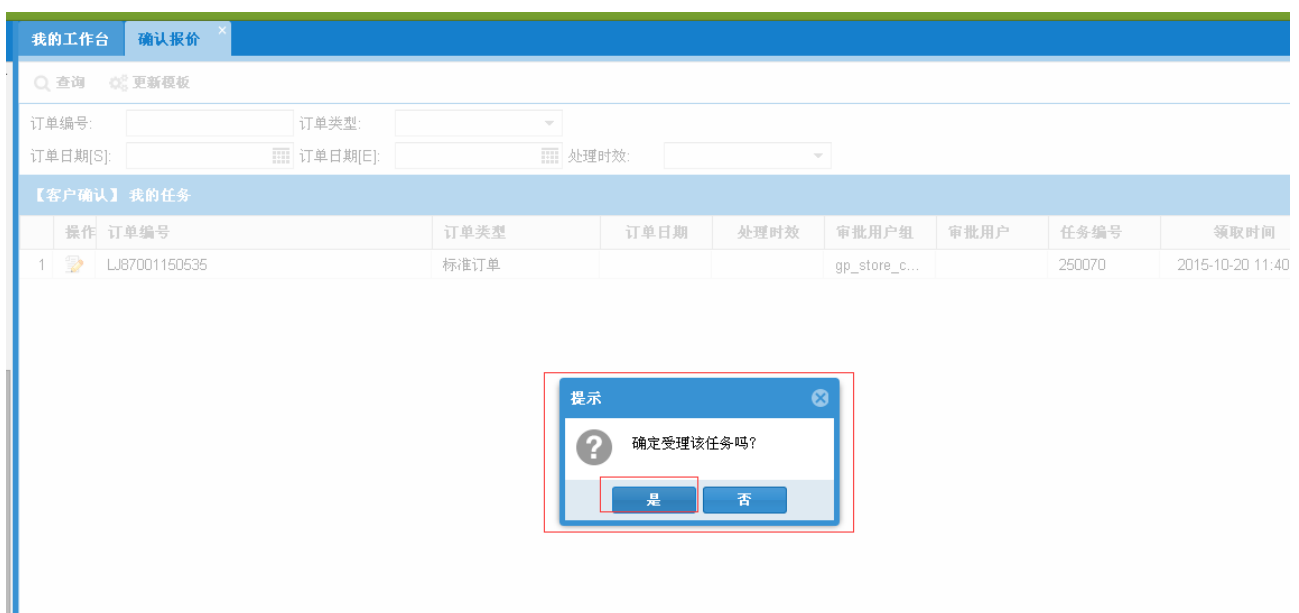 我的工作台 确认报价
查询 更新模板
订单编号: 订单类型:
订单日期[S]: 订单日期[E]: 处理时效:
【客户确认】 我的任务
操作 订单编号 订单类型 订单日期 处理时效 审批用户组 审批用户 任务编号 领取时间
1 LJ87001150535 标准订单 gp_store_c... 250070 2015-10-20 11:40
提示
确定受理该任务吗?
是 否